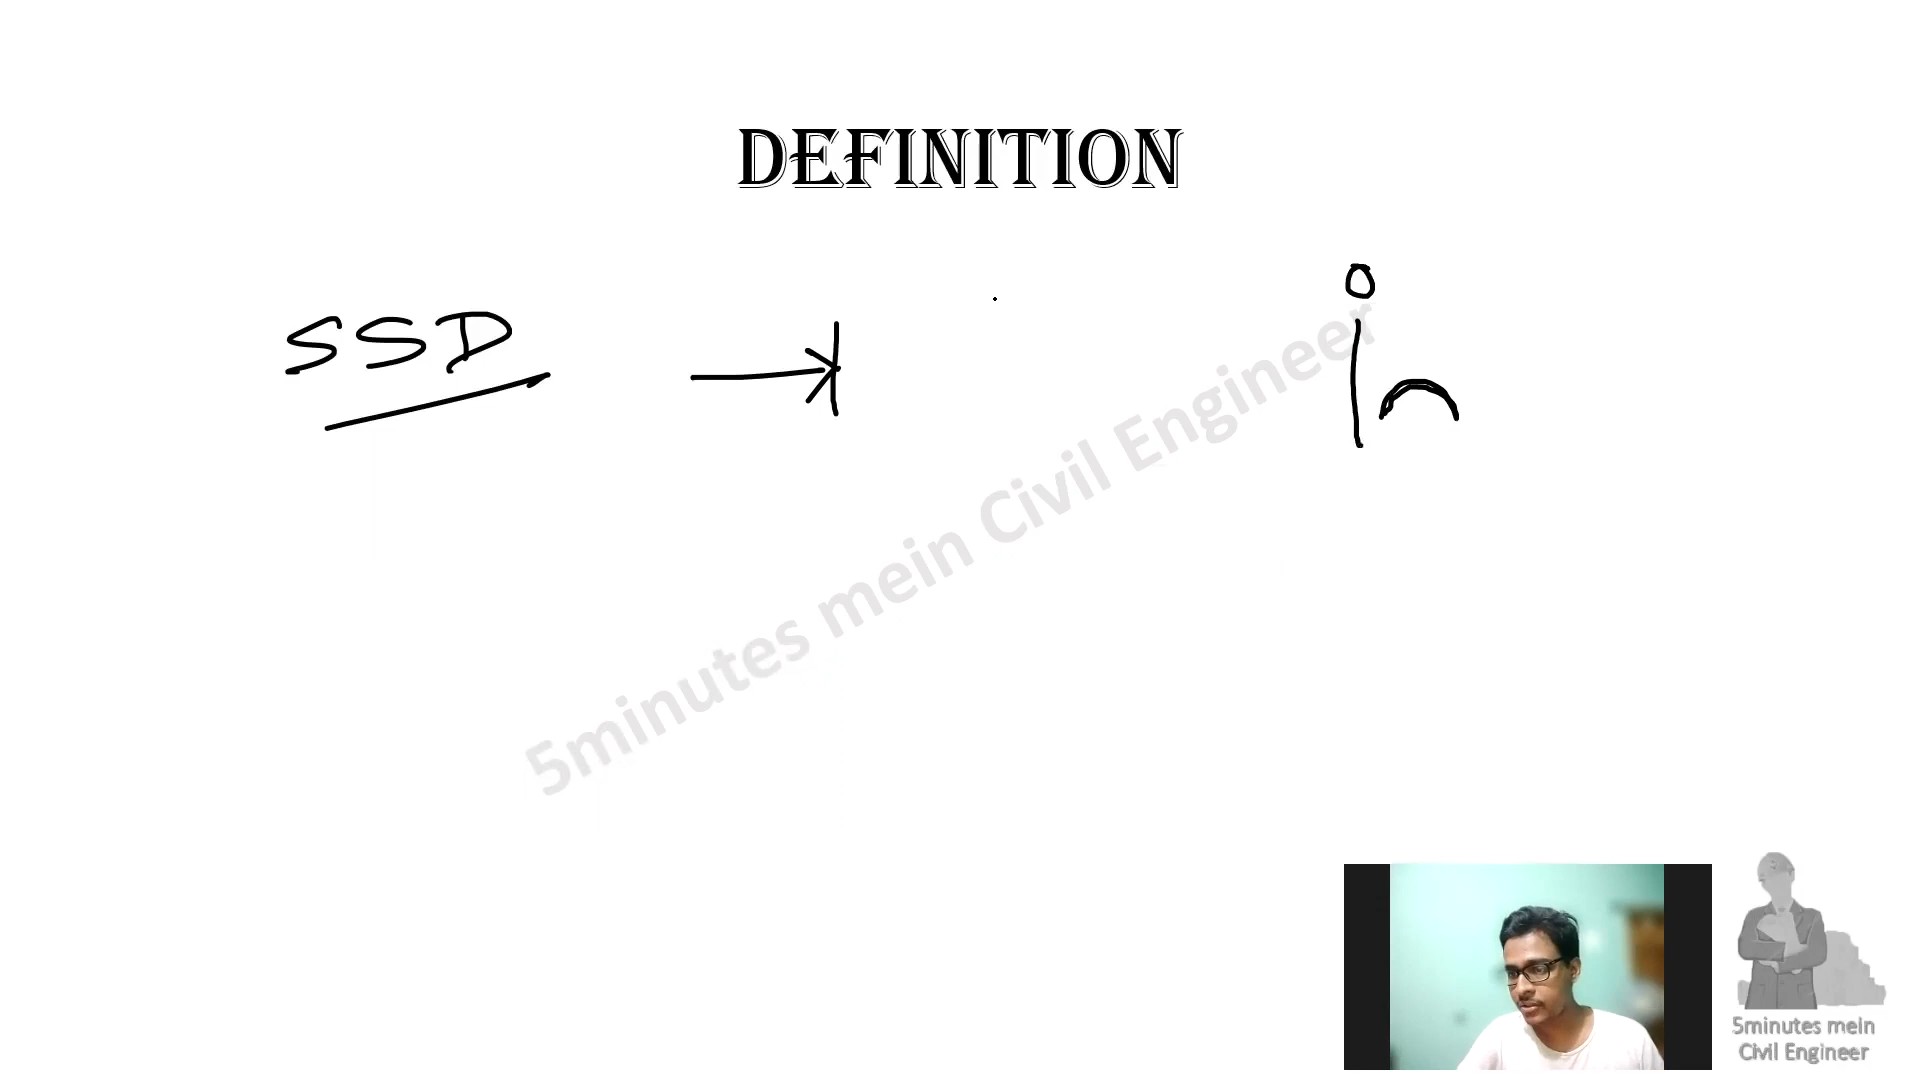 DEFINITION
SSD
5minutes mein Civil Engineer
5minutes mein
Civil Engineer